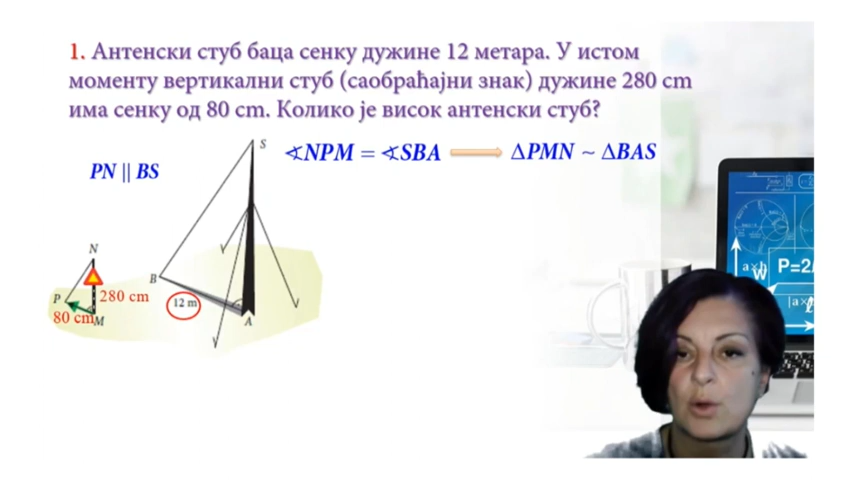 1. Антенски стуб баца сенку дужине 12 метара. У истом
моменту вертикални стуб (саобраћајни знак) дужине 280 cm
има сенку од 80 cm. Колико је висок антенски стуб?
PN || BS
∢NPM = ∢SBA
ΔPMN ~ ΔBAS
S
N
B
P
280 cm
12 m
80 cm
M
A
a×b
W
P=2
|a×